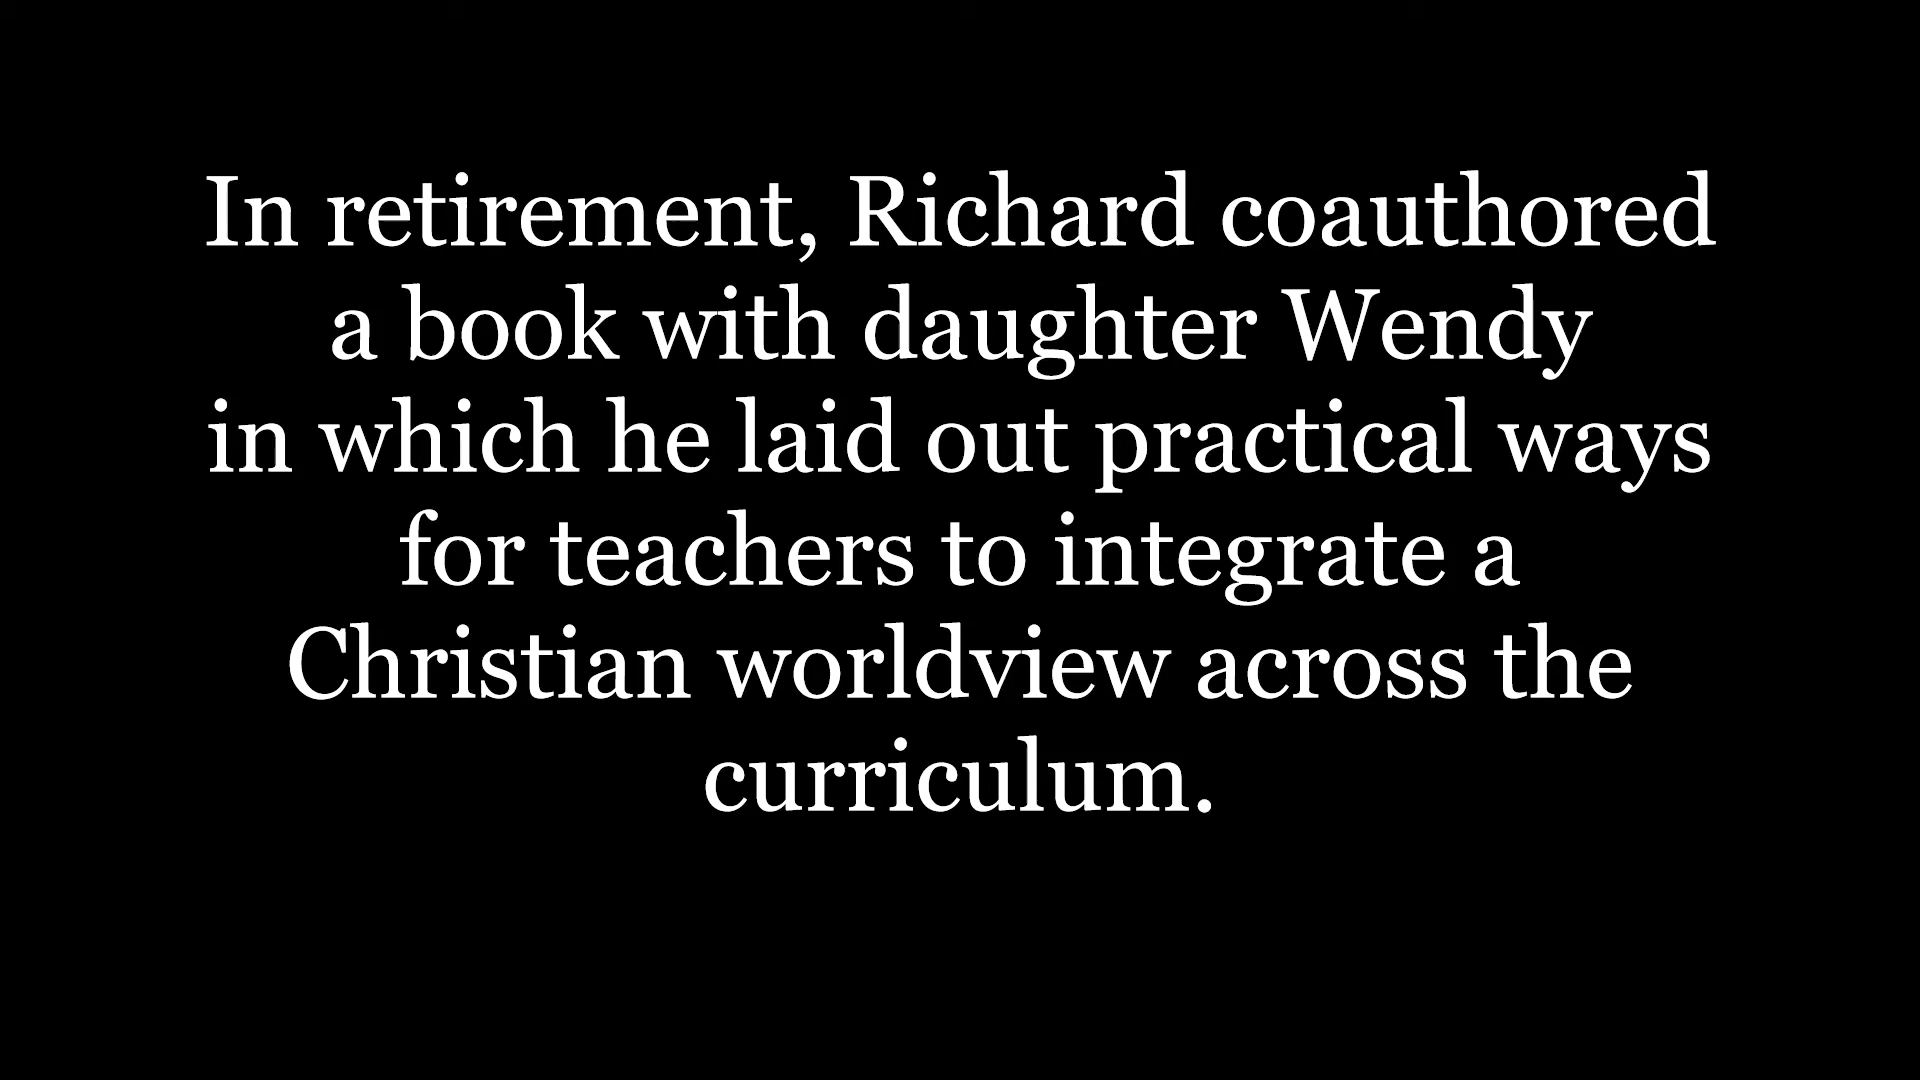 In retirement, Richard coauthored
a book with daughter Wendy
in which he laid out practical ways
for teachers to integrate a
Christian worldview across the
curriculum.